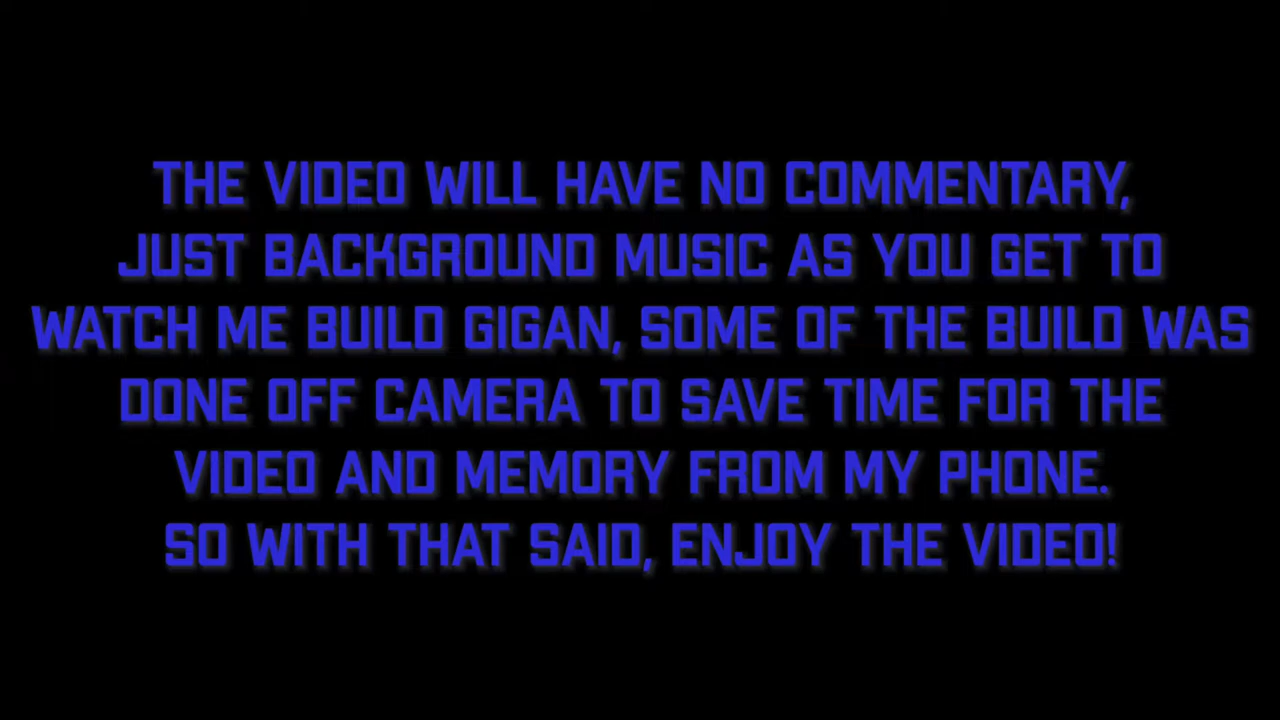 THE VIDEO WILL HAVE NO COMMENTARY,
JUST BACKGROUND MUSIC AS YOU GET TO
WATCH ME BUILD GIGAN, SOME OF THE BUILD WAS
DONE OFF CAMERA TO SAVE TIME FOR THE
VIDEO AND MEMORY FROM MY PHONE.
SO WITH THAT SAID, ENJOY THE VIDEO!